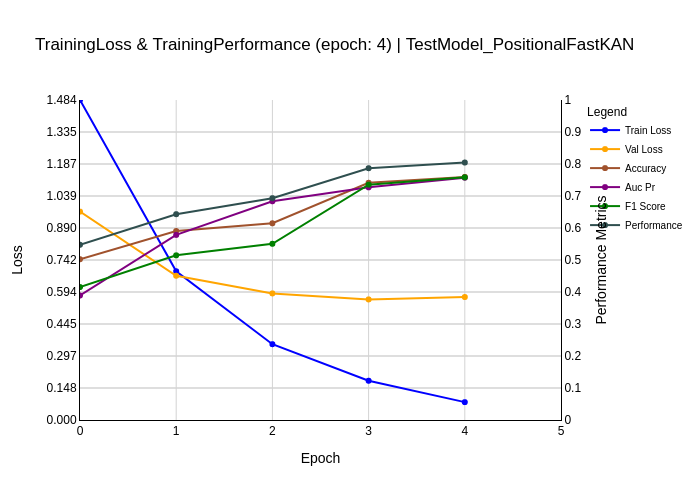 TrainingLoss & TrainingPerformance (epoch: 4) | TestModel_PositionalFastKAN
1.484
1.335
1.187
1.039
0.890
0.742
0.594
0.445
0.297
0.148
0.000
Loss
0
1
2
3
4
5
Epoch
1
0.9
0.8
0.7
0.6
0.5
0.4
0.3
0.2
0.1
0
Performance Metrics
Legend
Train Loss
Val Loss
Accuracy
Auc Pr
F1 Score
Performance